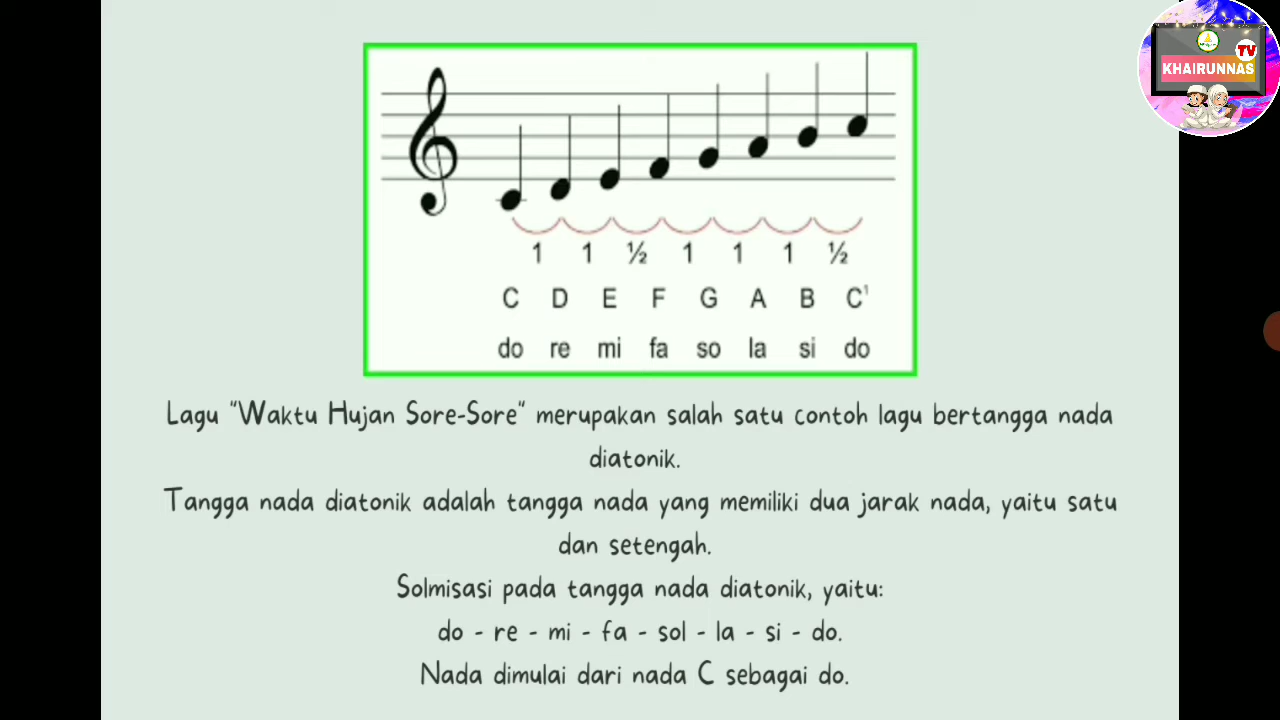 TV
KHAIRUNNAS
1 1 ½ 1 1 1 ½
C D E F G A B C¹
do re mi fa so la si do
Lagu "Waktu Hujan Sore-Sore" merupakan salah satu contoh lagu bertangga nada
diatonik.
Tangga nada diatonik adalah tangga nada yang memiliki dua jarak nada, yaitu satu
dan setengah.
Solmisasi pada tangga nada diatonik, yaitu:
do - re - mi - fa - sol - la - si - do.
Nada dimulai dari nada C sebagai do.